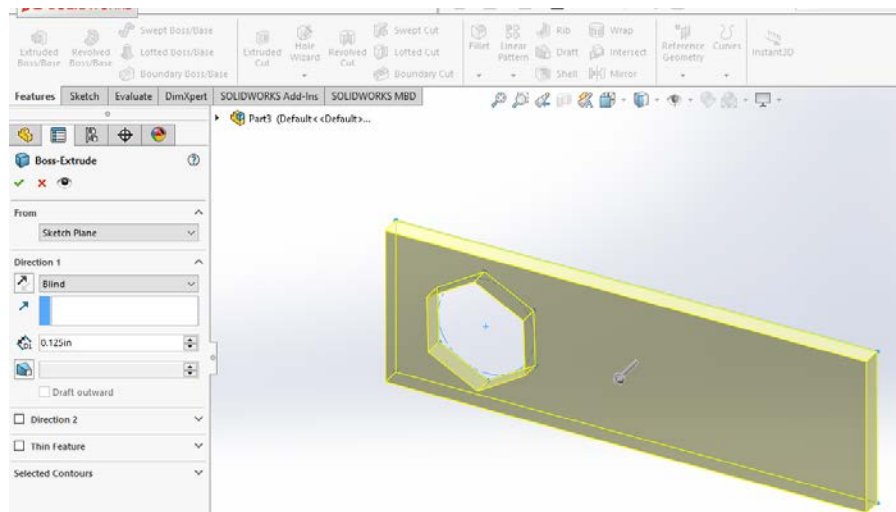 SOLIDWORKS
Extruded Boss/Base
Revolved Boss/Base
Swept Boss/Base
Lofted Boss/Base
Boundary Boss/Base
Extruded Cut
Hole Wizard
Revolved Cut
Swept Cut
Lofted Cut
Boundary Cut
Fillet
Linear Pattern
Rib
Draft
Shell
Wrap
Intersect
Mirror
Reference Geometry
Curves
Instant3D
Features Sketch Evaluate DimXpert SOLIDWORKS Add-Ins SOLIDWORKS MBD
Part3 (Default<<Default>...
Boss-Extrude
From
Sketch Plane
Direction 1
Blind
D1
0.125in
Draft outward
Direction 2
Thin Feature
Selected Contours